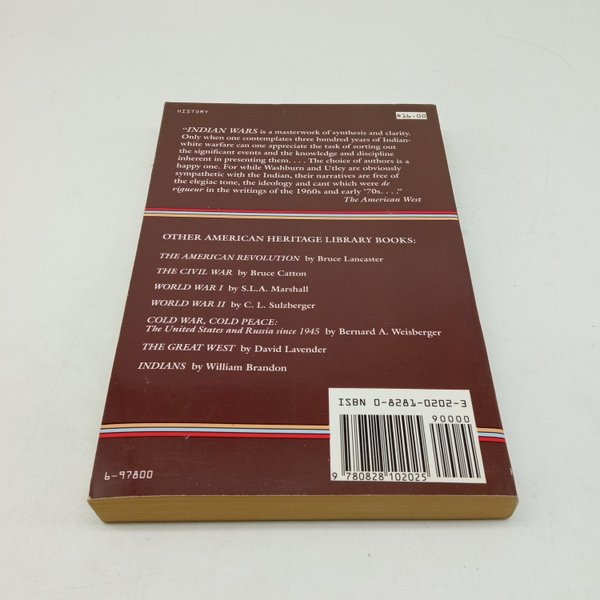 HISTORY
$16.00
"INDIAN WARS is a masterwork of synthesis and clarity.
Only when one contemplates three hundred years of Indian-
white warfare can one appreciate the task of sorting out
the significant events and the knowledge and discipline
inherent in presenting them. . . . The choice of authors is a
happy one. For while Washburn and Utley are obviously
sympathetic with the Indian, their narratives are free of
the elegiac tone, the ideology and cant which were de
rigueur in the writings of the 1960s and early '70s. . . ."
The American West
OTHER AMERICAN HERITAGE LIBRARY BOOKS:
THE AMERICAN REVOLUTION by Bruce Lancaster
THE CIVIL WAR by Bruce Catton
WORLD WAR I by S.L.A. Marshall
WORLD WAR II by C. L. Sulzberger
COLD WAR, COLD PEACE:
The United States and Russia since 1945 by Bernard A. Weisberger
THE GREAT WEST by David Lavender
INDIANS by William Brandon
ISBN 0-8281-0202-3
90000
9 780828 102025
6-97800